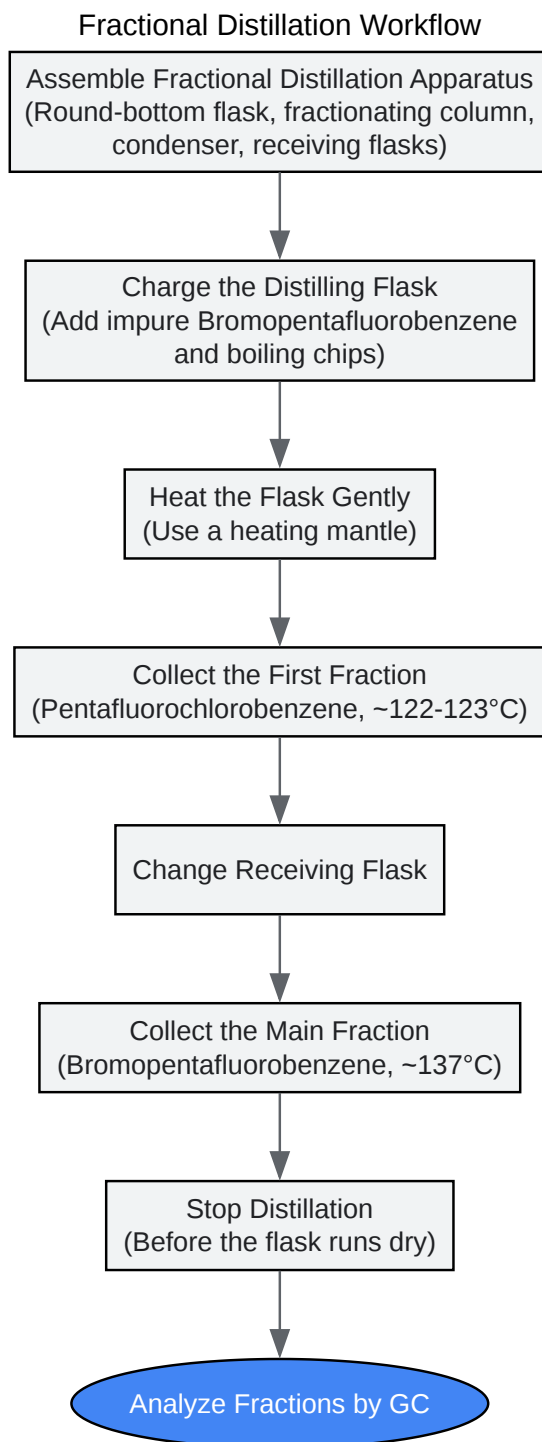 Fractional Distillation Workflow
Assemble Fractional Distillation Apparatus
(Round-bottom flask, fractionating column,
condenser, receiving flasks)
Charge the Distilling Flask
(Add impure Bromopentafluorobenzene
and boiling chips)
Heat the Flask Gently
(Use a heating mantle)
Collect the First Fraction
(Pentafluorochlorobenzene, ~122-123°C)
Change Receiving Flask
Collect the Main Fraction
(Bromopentafluorobenzene, ~137°C)
Stop Distillation
(Before the flask runs dry)
Analyze Fractions by GC